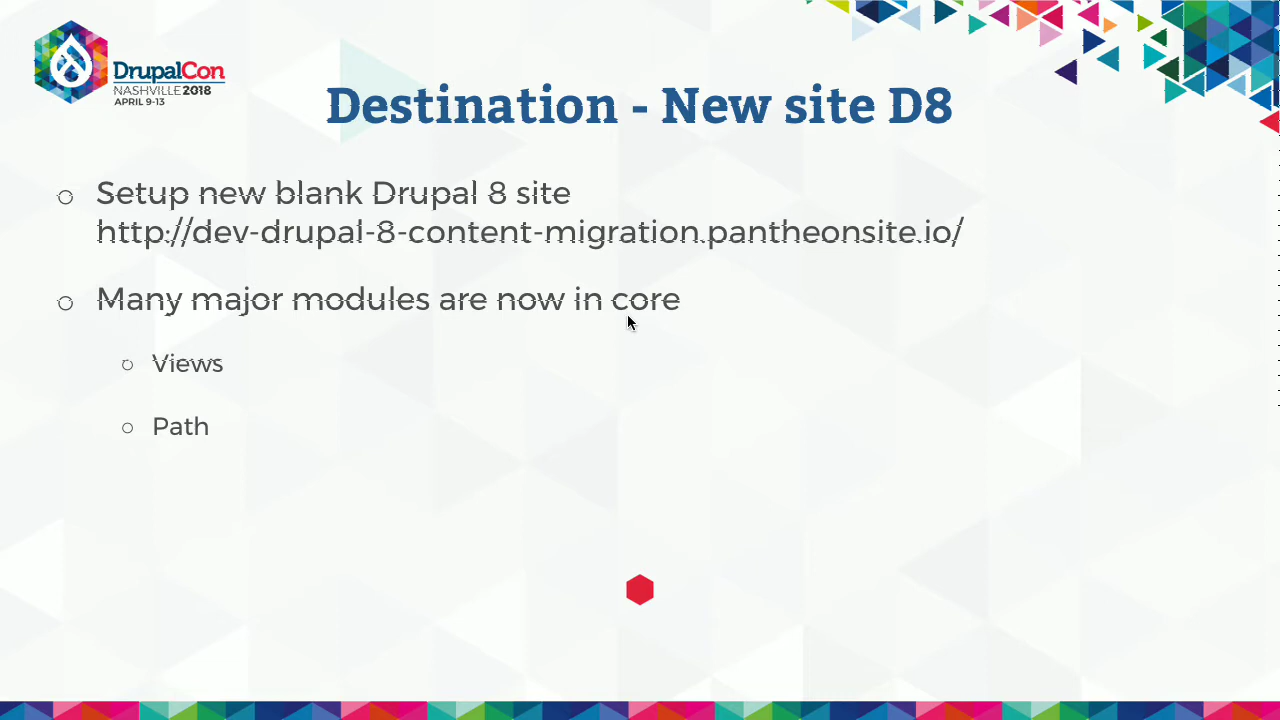 DrupalCon
NASHVILLE 2018
APRIL 9-13
Destination - New site D8
Setup new blank Drupal 8 site
http://dev-drupal-8-content-migration.pantheonsite.io/
Many major modules are now in core
Views
Path